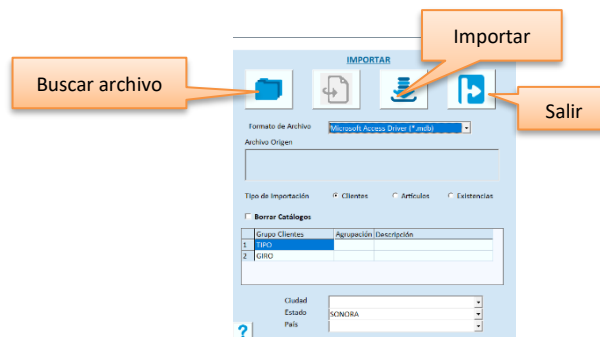 Importar
IMPORTAR
Buscar archivo
Salir
Formato de Archivo Microsoft Access Driver (*.mdb)
Archivo Origen
Tipo de Importación Clientes Artículos Existencias
Borrar Catálogos
Grupo Clientes Agrupación Descripción
1 TIPO
2 GIRO
Ciudad
Estado SONORA
País
?